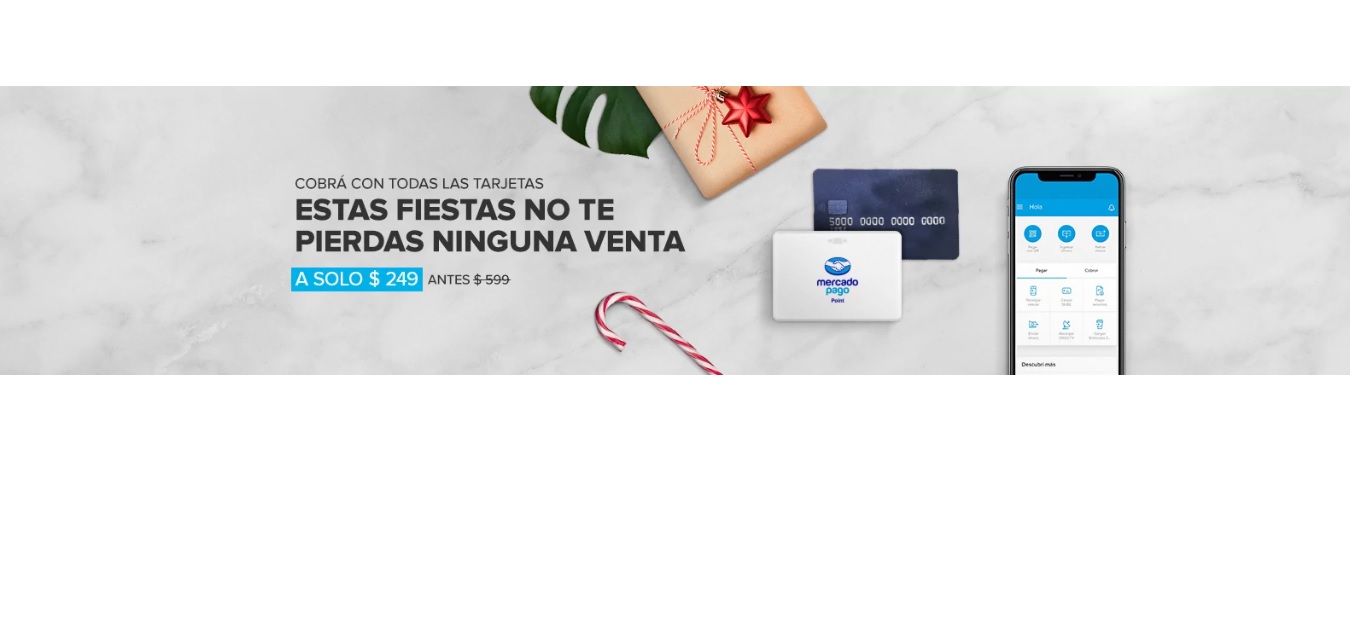 COBRÁ CON TODAS LAS TARJETAS
ESTAS FIESTAS NO TE
PIERDAS NINGUNA VENTA
A SOLO $ 249 ANTES $ 599
5000 0000 0000 0000
mercado
pago
Point
Hola
Pagar Cobrar
Descubrí más